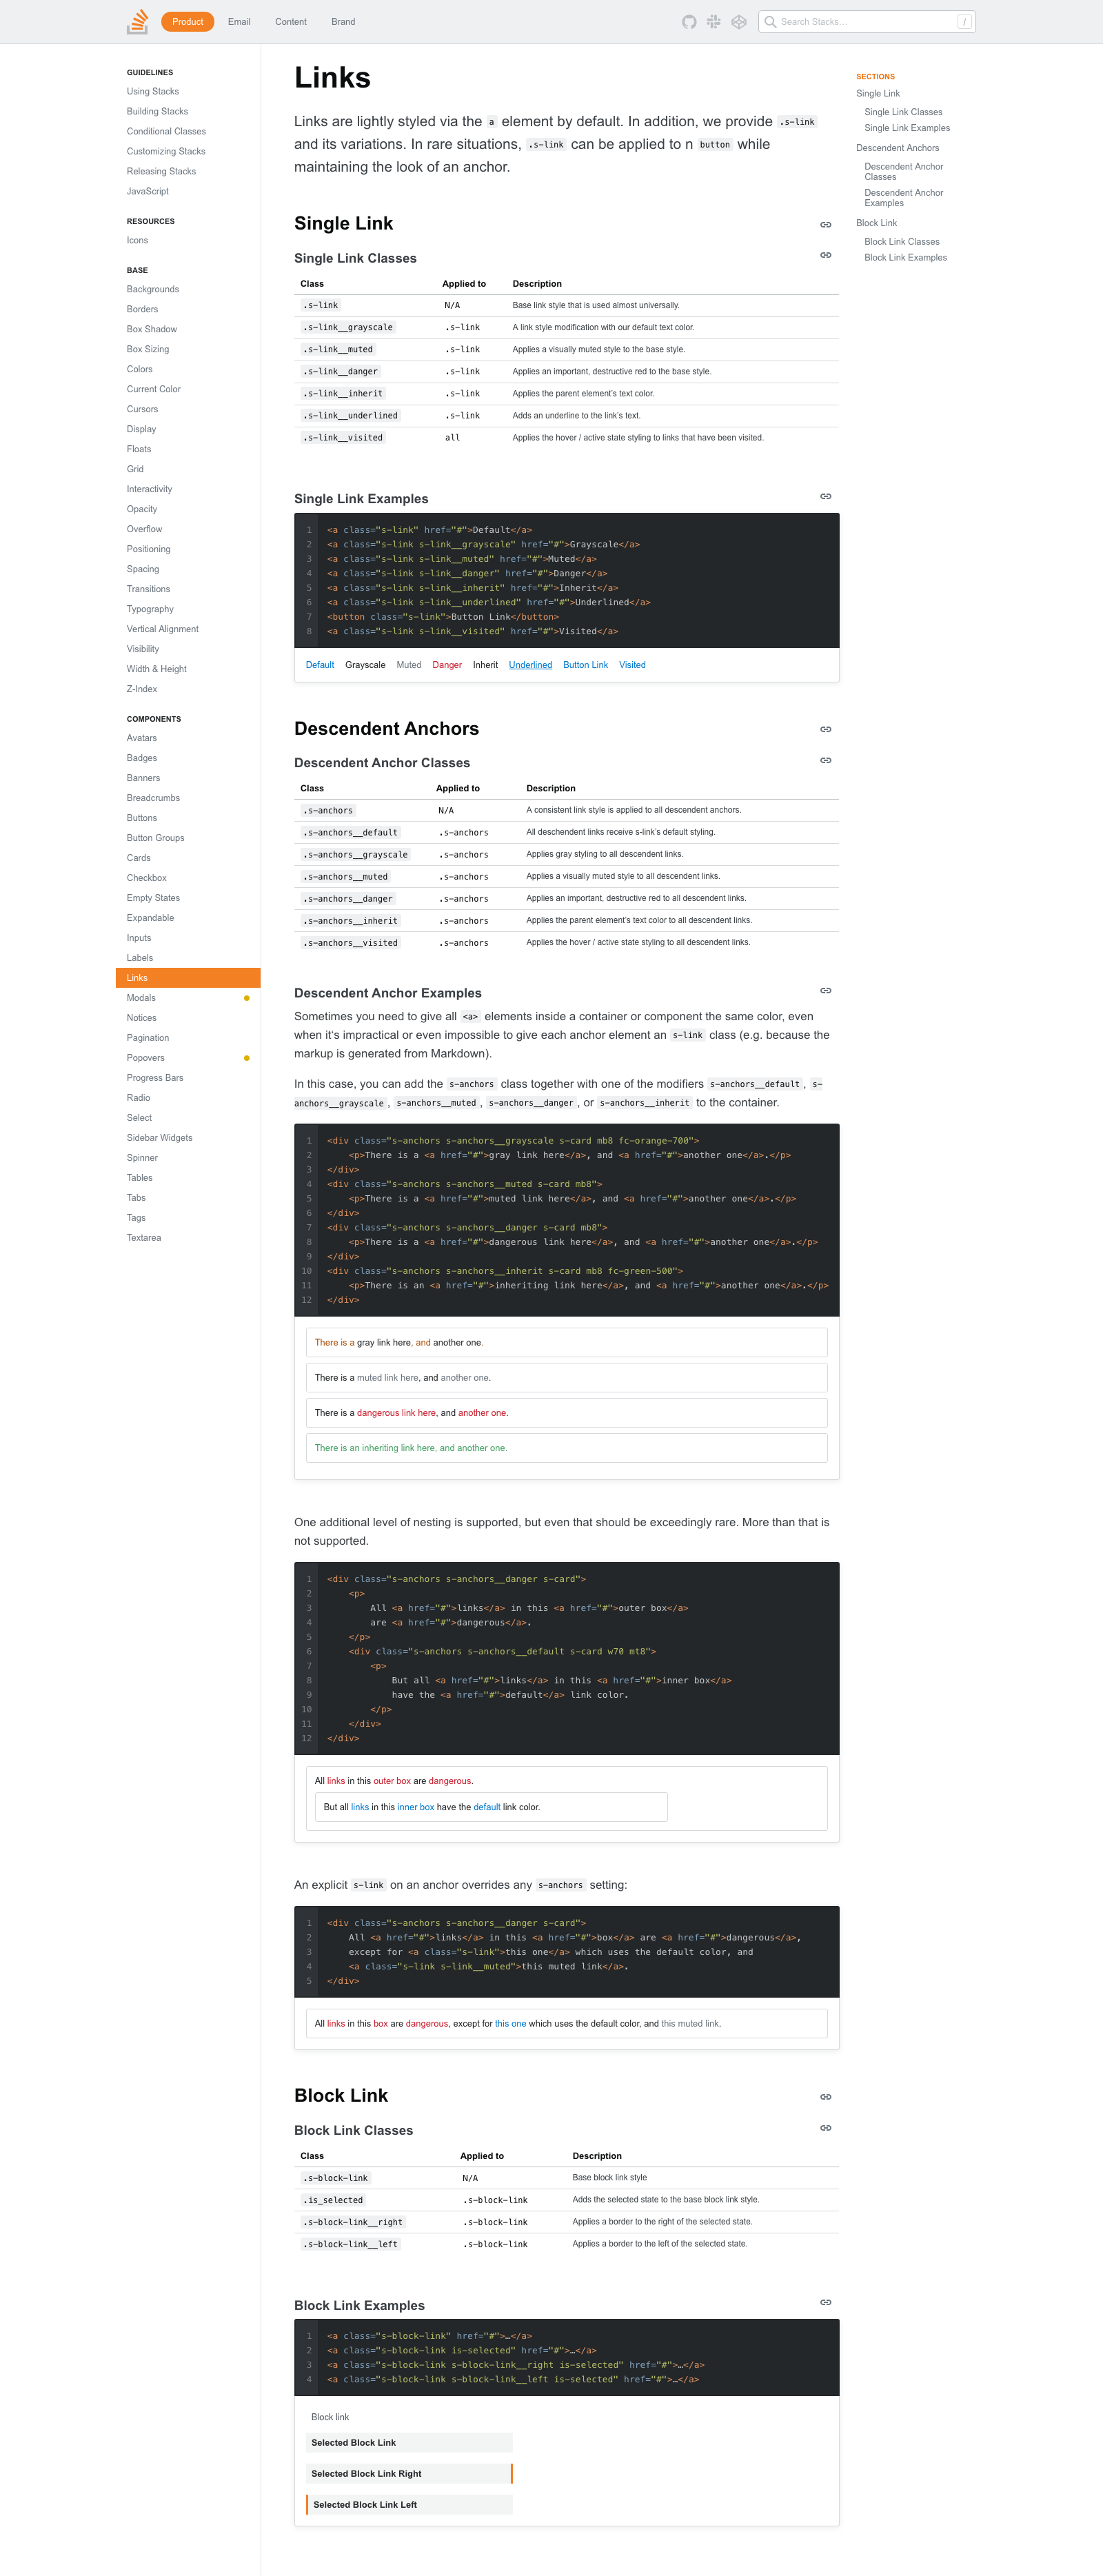 Product Email Content Brand Search Stacks… /
GUIDELINES
Using Stacks
Building Stacks
Conditional Classes
Customizing Stacks
Releasing Stacks
JavaScript
RESOURCES
Icons
BASE
Backgrounds
Borders
Box Shadow
Box Sizing
Colors
Current Color
Cursors
Display
Floats
Grid
Interactivity
Opacity
Overflow
Positioning
Spacing
Transitions
Typography
Vertical Alignment
Visibility
Width & Height
Z-Index
COMPONENTS
Avatars
Badges
Banners
Breadcrumbs
Buttons
Button Groups
Cards
Checkbox
Empty States
Expandable
Inputs
Labels
Links
Modals
Notices
Pagination
Popovers
Progress Bars
Radio
Select
Sidebar Widgets
Spinner
Tables
Tabs
Tags
Textarea
Links
Links are lightly styled via the a element by default. In addition, we provide .s-link
and its variations. In rare situations, .s-link can be applied to n button while
maintaining the look of an anchor.
Single Link
Single Link Classes
Class Applied to Description
.s-link N/A Base link style that is used almost universally.
.s-link__grayscale .s-link A link style modification with our default text color.
.s-link__muted .s-link Applies a visually muted style to the base style.
.s-link__danger .s-link Applies an important, destructive red to the base style.
.s-link__inherit .s-link Applies the parent element's text color.
.s-link__underlined .s-link Adds an underline to the link's text.
.s-link__visited all Applies the hover / active state styling to links that have been visited.
Single Link Examples
1 <a class="s-link" href="#">Default</a>
2 <a class="s-link s-link__grayscale" href="#">Grayscale</a>
3 <a class="s-link s-link__muted" href="#">Muted</a>
4 <a class="s-link s-link__danger" href="#">Danger</a>
5 <a class="s-link s-link__inherit" href="#">Inherit</a>
6 <a class="s-link s-link__underlined" href="#">Underlined</a>
7 <button class="s-link">Button Link</button>
8 <a class="s-link s-link__visited" href="#">Visited</a>
Default Grayscale Muted Danger Inherit Underlined Button Link Visited
Descendent Anchors
Descendent Anchor Classes
Class Applied to Description
.s-anchors N/A A consistent link style is applied to all descendent anchors.
.s-anchors__default .s-anchors All deschendent links receive s-link's default styling.
.s-anchors__grayscale .s-anchors Applies gray styling to all descendent links.
.s-anchors__muted .s-anchors Applies a visually muted style to all descendent links.
.s-anchors__danger .s-anchors Applies an important, destructive red to all descendent links.
.s-anchors__inherit .s-anchors Applies the parent element's text color to all descendent links.
.s-anchors__visited .s-anchors Applies the hover / active state styling to all descendent links.
Descendent Anchor Examples
Sometimes you need to give all <a> elements inside a container or component the same color, even
when it's impractical or even impossible to give each anchor element an s-link class (e.g. because the
markup is generated from Markdown).
In this case, you can add the s-anchors class together with one of the modifiers s-anchors__default, s-
anchors__grayscale, s-anchors__muted, s-anchors__danger, or s-anchors__inherit to the container.
1 <div class="s-anchors s-anchors__grayscale s-card mb8 fc-orange-700">
2 <p>There is a <a href="#">gray link here</a>, and <a href="#">another one</a>.</p>
3 </div>
4 <div class="s-anchors s-anchors__muted s-card mb8">
5 <p>There is a <a href="#">muted link here</a>, and <a href="#">another one</a>.</p>
6 </div>
7 <div class="s-anchors s-anchors__danger s-card mb8">
8 <p>There is a <a href="#">dangerous link here</a>, and <a href="#">another one</a>.</p>
9 </div>
10 <div class="s-anchors s-anchors__inherit s-card mb8 fc-green-500">
11 <p>There is an <a href="#">inheriting link here</a>, and <a href="#">another one</a>.</p>
12 </div>
There is a gray link here, and another one.
There is a muted link here, and another one.
There is a dangerous link here, and another one.
There is an inheriting link here, and another one.
One additional level of nesting is supported, but even that should be exceedingly rare. More than that is
not supported.
1 <div class="s-anchors s-anchors__danger s-card">
2 <p>
3 All <a href="#">links</a> in this <a href="#">outer box</a>
4 are <a href="#">dangerous</a>.
5 </p>
6 <div class="s-anchors s-anchors__default s-card w70 mt8">
7 <p>
8 But all <a href="#">links</a> in this <a href="#">inner box</a>
9 have the <a href="#">default</a> link color.
10 </p>
11 </div>
12 </div>
All links in this outer box are dangerous.
But all links in this inner box have the default link color.
An explicit s-link on an anchor overrides any s-anchors setting:
1 <div class="s-anchors s-anchors__danger s-card">
2 All <a href="#">links</a> in this <a href="#">box</a> are <a href="#">dangerous</a>,
3 except for <a class="s-link">this one</a> which uses the default color, and
4 <a class="s-link s-link__muted">this muted link</a>.
5 </div>
All links in this box are dangerous, except for this one which uses the default color, and this muted link.
Block Link
Block Link Classes
Class Applied to Description
.s-block-link N/A Base block link style
.is_selected .s-block-link Adds the selected state to the base block link style.
.s-block-link__right .s-block-link Applies a border to the right of the selected state.
.s-block-link__left .s-block-link Applies a border to the left of the selected state.
Block Link Examples
1 <a class="s-block-link" href="#">…</a>
2 <a class="s-block-link is-selected" href="#">…</a>
3 <a class="s-block-link s-block-link__right is-selected" href="#">…</a>
4 <a class="s-block-link s-block-link__left is-selected" href="#">…</a>
Block link
Selected Block Link
Selected Block Link Right
Selected Block Link Left
SECTIONS
Single Link
Single Link Classes
Single Link Examples
Descendent Anchors
Descendent Anchor
Classes
Descendent Anchor
Examples
Block Link
Block Link Classes
Block Link Examples